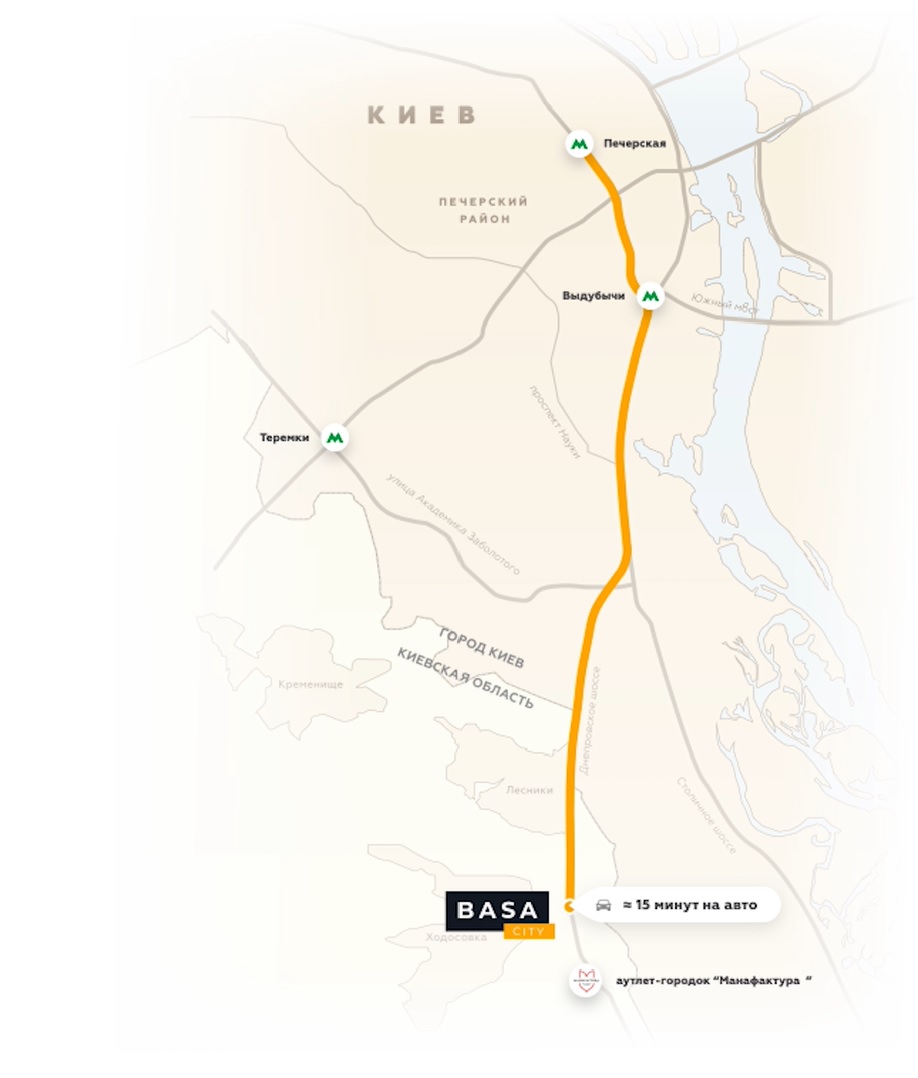 КИЕВ
Печерская
ПЕЧЕРСКИЙ
РАЙОН
Выдубычи
Южный мост
проспект Науки
Теремки
улица Академика Заболотого
ГОРОД КИЕВ
КИЕВСКАЯ ОБЛАСТЬ
Кременище
Днепровское шоссе
Лесники
Столичное шоссе
BASA
CITY
≈ 15 минут на авто
Ходосовка
аутлет-городок “Манафактура “